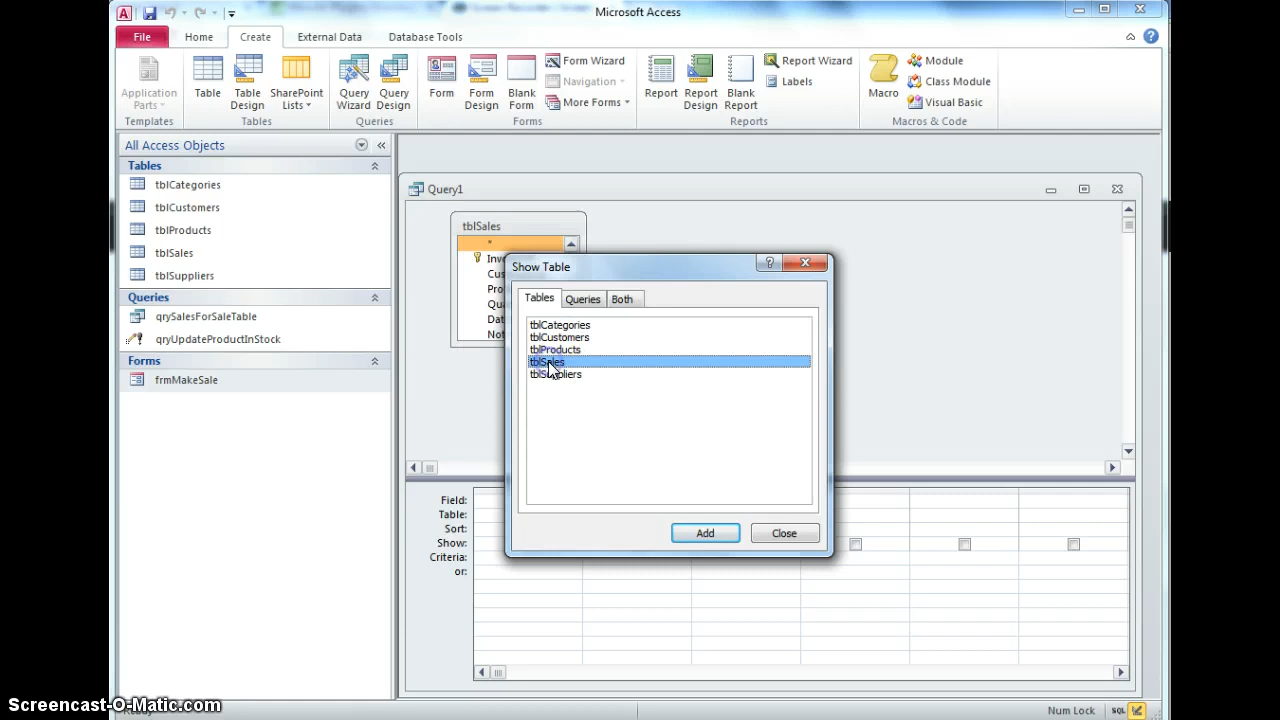 Microsoft Access
File Home Create External Data Database Tools
Application Parts
Templates
Table
Table Design
SharePoint Lists
Tables
Query Wizard
Query Design
Queries
Form
Form Design
Blank Form
Form Wizard
Navigation
More Forms
Forms
Report
Report Design
Blank Report
Report Wizard
Labels
Reports
Macro
Module
Class Module
Visual Basic
Macros & Code
All Access Objects
Tables
tblCategories
tblCustomers
tblProducts
tblSales
tblSuppliers
Queries
qrySalesForSaleTable
qryUpdateProductInStock
Forms
frmMakeSale
Query1
tblSales
*
Show Table
Tables Queries Both
tblCategories
tblCustomers
tblProducts
tblSales
tblSuppliers
Add Close
Field:
Table:
Sort:
Show:
Criteria:
or:
Num Lock SQL
Screencast-O-Matic.com